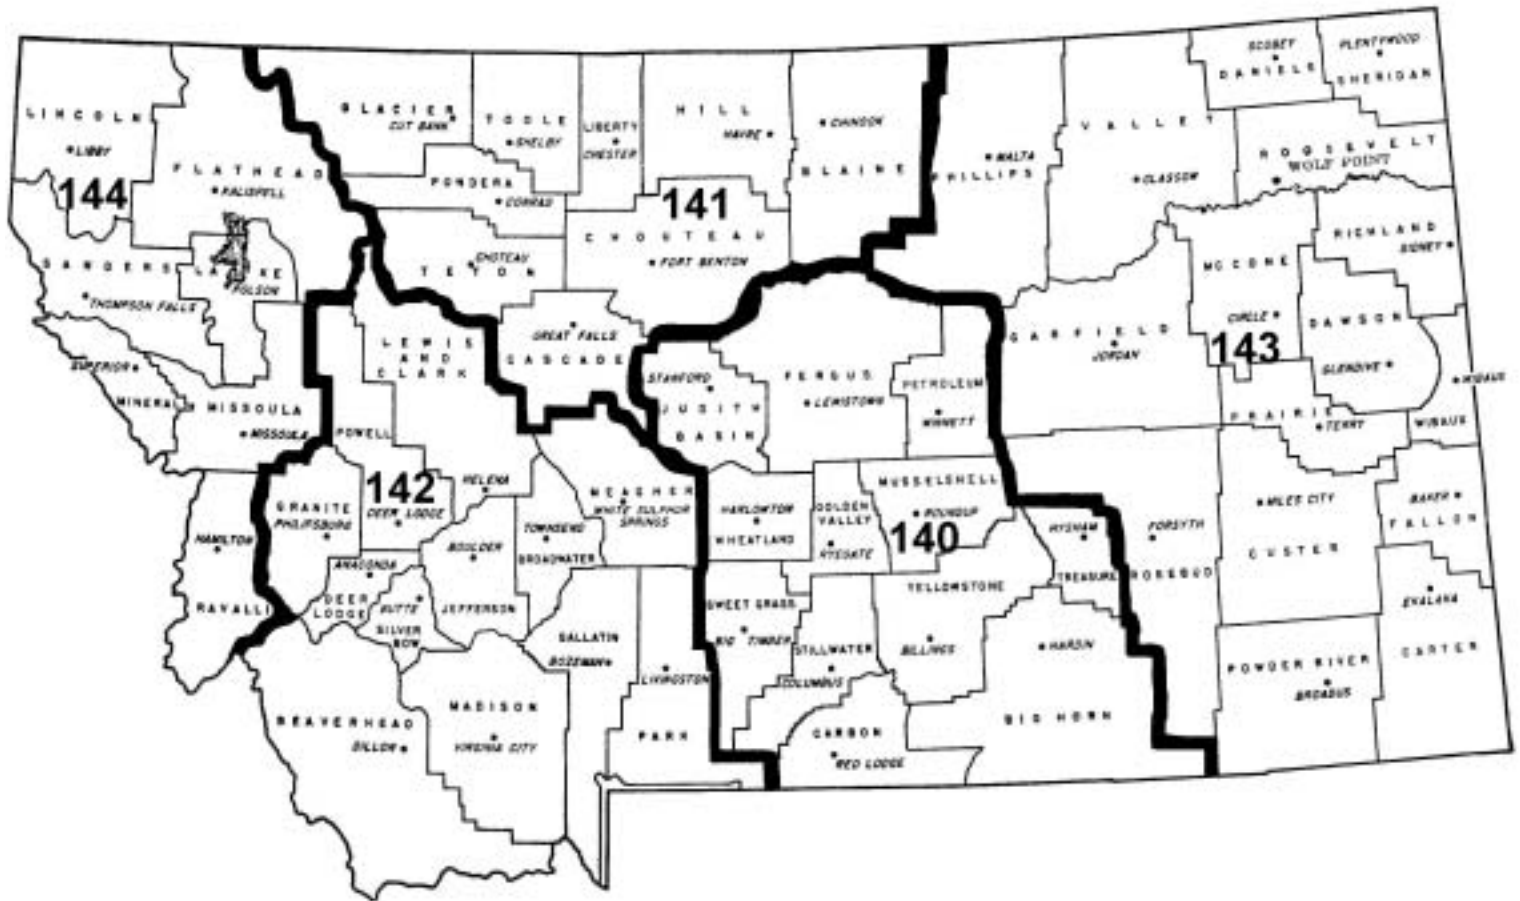 SCOBEY
DANIELS
PLENTYWOOD
SHERIDAN
LINCOLN
LIBBY
144
FLATHEAD
KALISPELL
GLACIER
CUT BANK
TOOLE
SHELBY
LIBERTY
CHESTER
HILL
HAVRE
CHINOOK
BLAINE
PHILLIPS
MALTA
VALLEY
GLASGOW
ROOSEVELT
WOLF POINT
PONDERA
CONRAD
141
CHOUTEAU
FORT BENTON
CHOTEAU
TETON
SANDERS
THOMPSON FALLS
LAKE
POLSON
RICHLAND
SIDNEY
MC CONE
CIRCLE
143
DAWSON
GLENDIVE
WIBAUX
WIBAUX
GARFIELD
JORDAN
PRAIRIE
TERRY
GREAT FALLS
CASCADE
LEWIS
AND
CLARK
STANFORD
JUDITH
BASIN
FERGUS
LEWISTOWN
PETROLEUM
WINNETT
SUPERIOR
MINERAL
MISSOULA
MISSOULA
POWELL
142
DEER LODGE
HELENA
GRANITE
PHILIPSBURG
MEAGHER
WHITE SULPHUR
SPRINGS
HARLOWTON
WHEATLAND
GOLDEN
VALLEY
RYEGATE
MUSSELSHELL
ROUNDUP
140
HYSHAM
TREASURE
FORSYTH
ROSEBUD
MILES CITY
CUSTER
BAKER
FALLON
HAMILTON
RAVALLI
ANACONDA
DEER
LODGE
BUTTE
SILVER
BOW
BOULDER
JEFFERSON
TOWNSEND
BROADWATER
GALLATIN
BOZEMAN
LIVINGSTON
PARK
SWEET GRASS
BIG TIMBER
STILLWATER
COLUMBUS
YELLOWSTONE
BILLINGS
HARDIN
BIG HORN
CARBON
RED LODGE
POWDER RIVER
BROADUS
EKALAKA
CARTER
BEAVERHEAD
DILLON
MADISON
VIRGINIA CITY